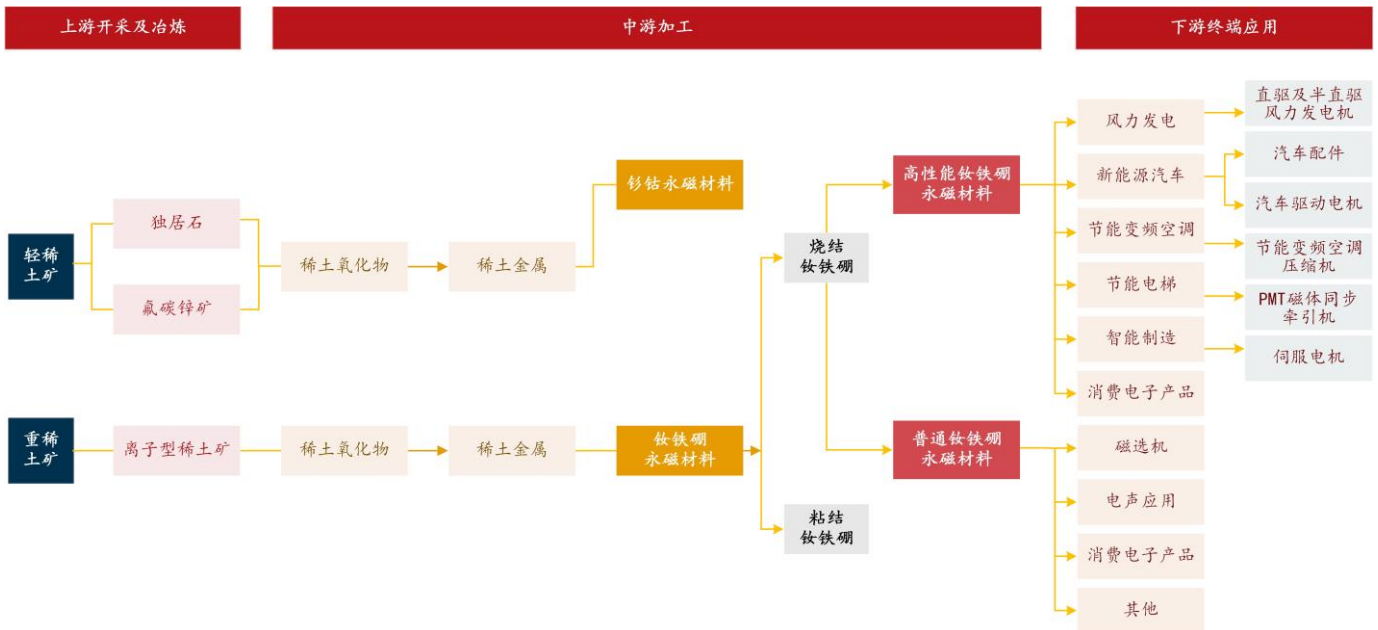 上游开采及冶炼
中游加工
下游终端应用
轻稀
土矿
独居石
氟碳锌矿
稀土氧化物
稀土金属
钐钴永磁材料
重稀
土矿
离子型稀土矿
稀土氧化物
稀土金属
钕铁硼
永磁材料
烧结
钕铁硼
粘结
钕铁硼
高性能钕铁硼
永磁材料
普通钕铁硼
永磁材料
风力发电
新能源汽车
节能变频空调
节能电梯
智能制造
消费电子产品
磁选机
电声应用
消费电子产品
其他
直驱及半直驱
风力发电机
汽车配件
汽车驱动电机
节能变频空调
压缩机
PMT磁体同步
牵引机
伺服电机